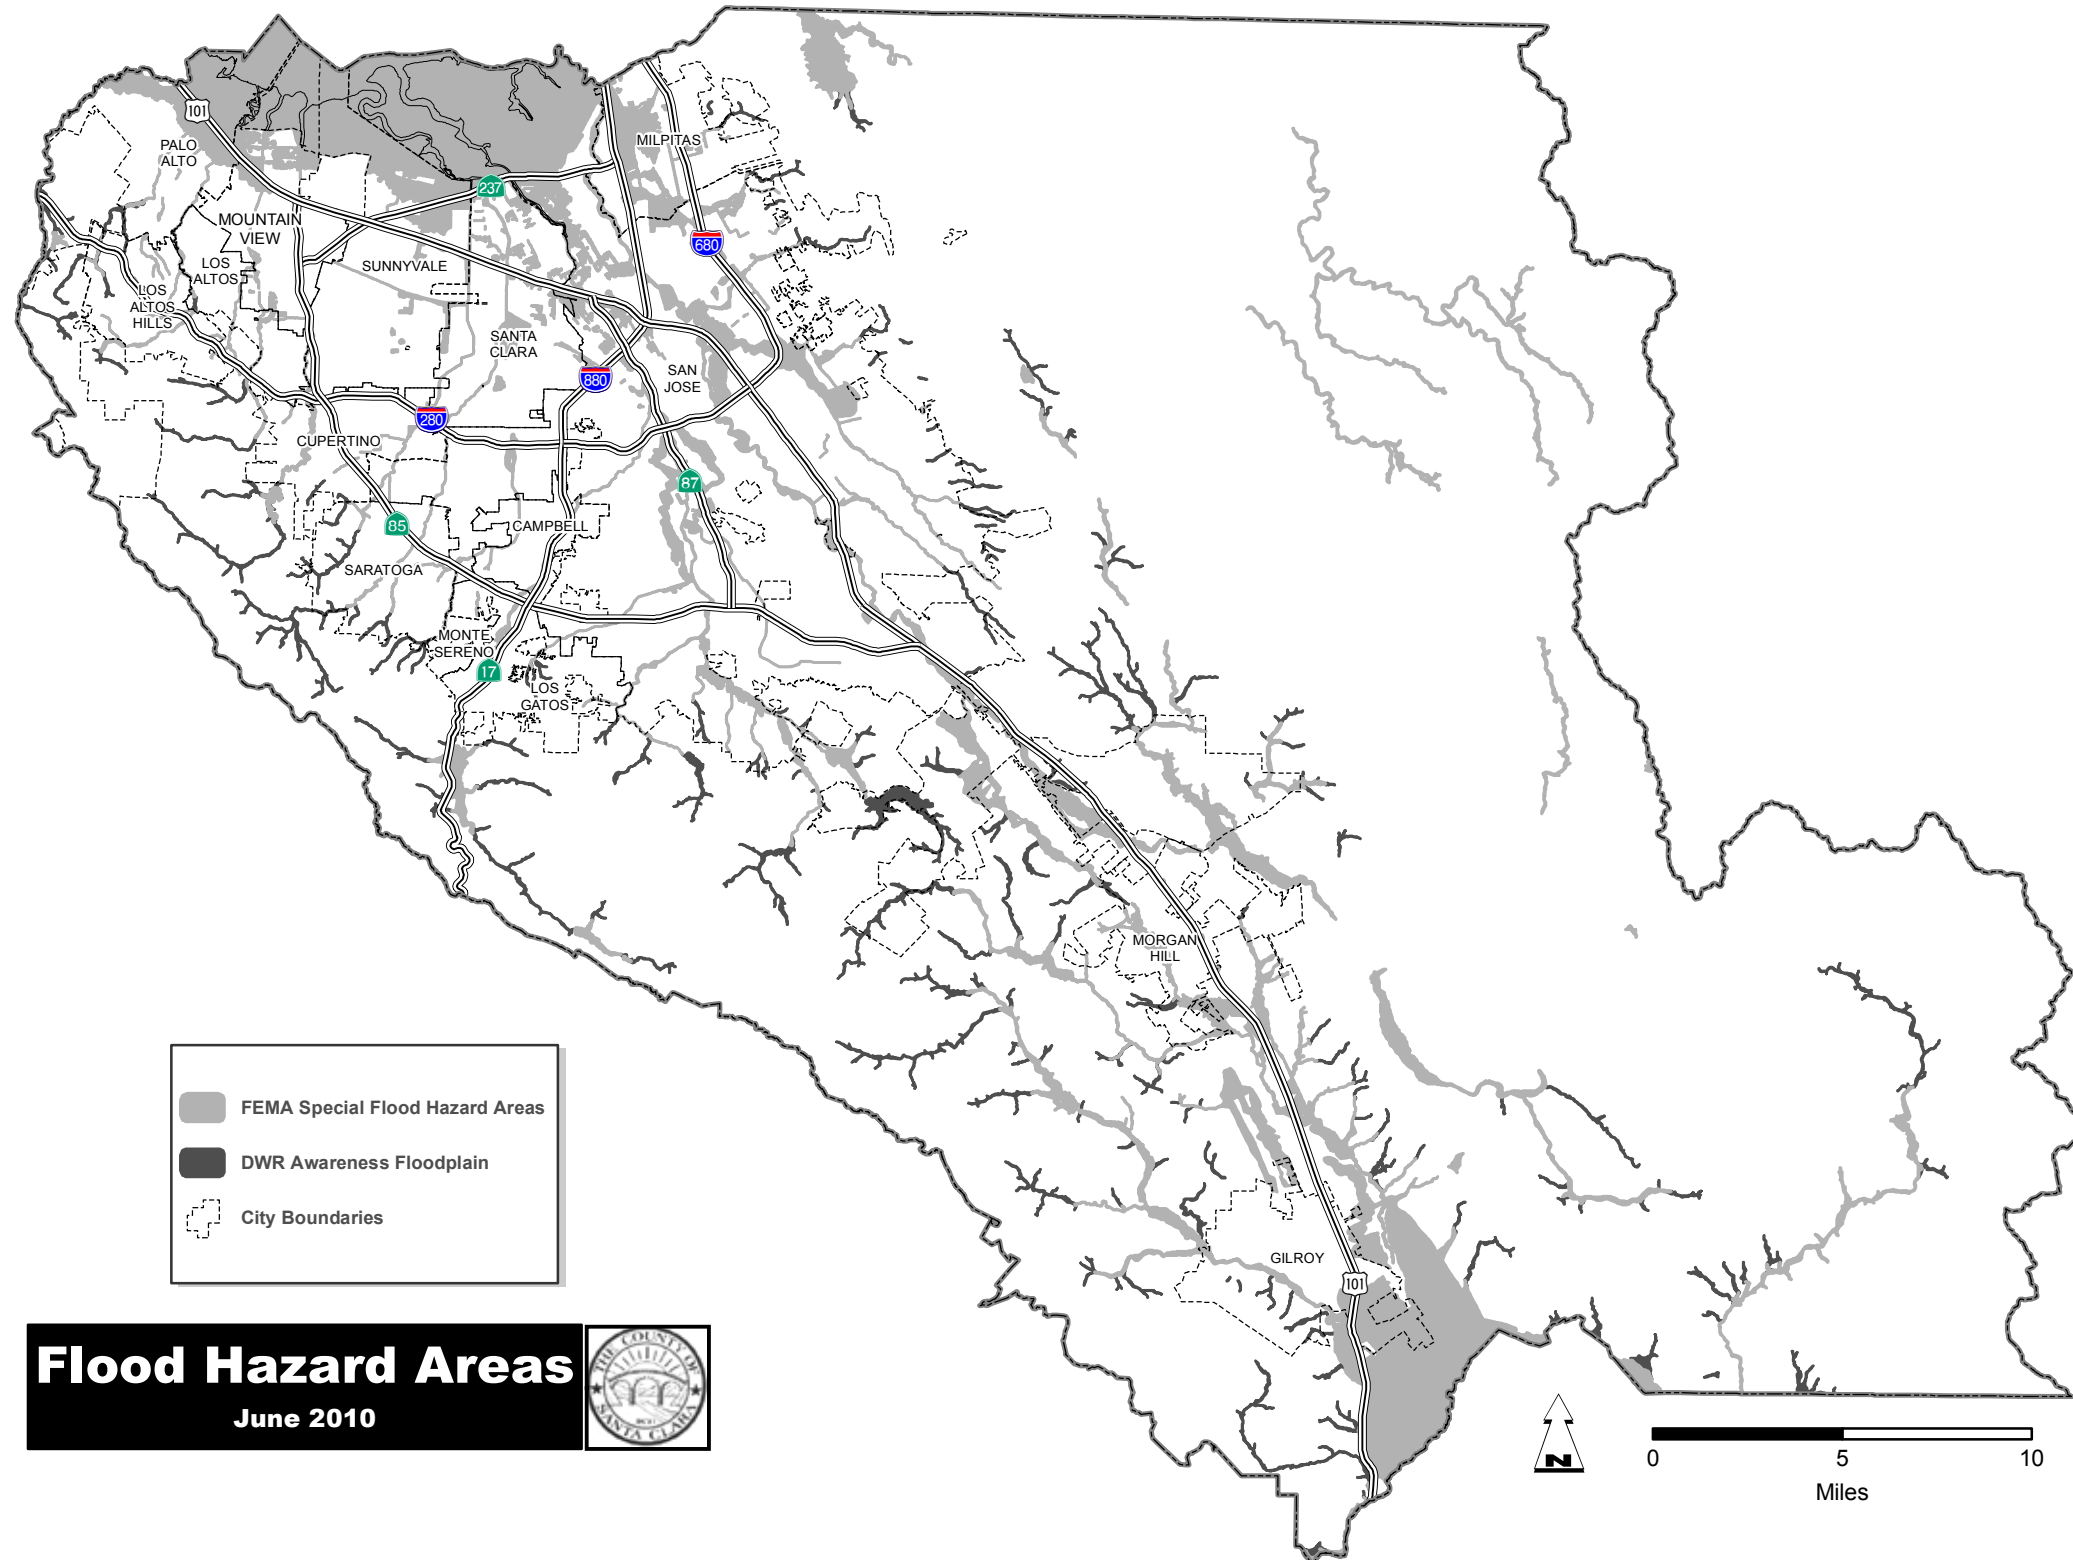 101
PALO
ALTO
MILPITAS
237
MOUNTAIN
VIEW
680
LOS
ALTOS
SUNNYVALE
LOS
ALTOS
HILLS
SANTA
CLARA
SAN
JOSE
880
280
CUPERTINO
87
85
CAMPBELL
SARATOGA
MONTE
SERENO
17
LOS
GATOS
MORGAN
HILL
GILROY
101
FEMA Special Flood Hazard Areas
DWR Awareness Floodplain
City Boundaries
Flood Hazard Areas
June 2010
THE COUNTY OF
SANTA CLARA
N
0 5 10
Miles